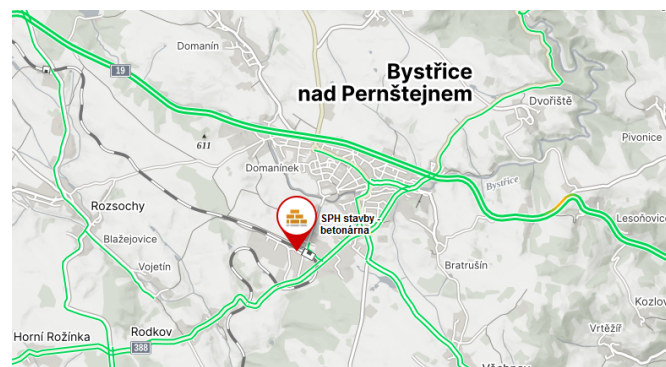 Domanín
19
Bystřice
nad Pernštejnem
Dvořiště
Pivonice
611
Domanínek
Bystřice
Rozsochy
SPH stavby -
betonárna
Lesoňovice
Blažejovice
Vojetín
Bratrušín
Kozlov
Vrtěžíř
Horní Rožínka
Rodkov
388